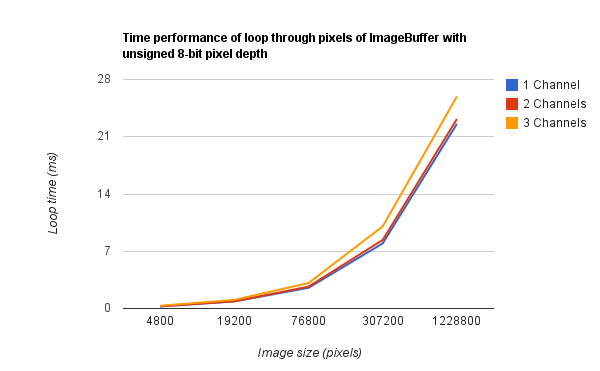 Time performance of loop through pixels of ImageBuffer with
unsigned 8-bit pixel depth
28
21
14
7
0
Loop time (ms)
4800 19200 76800 307200 1228800
Image size (pixels)
1 Channel
2 Channels
3 Channels